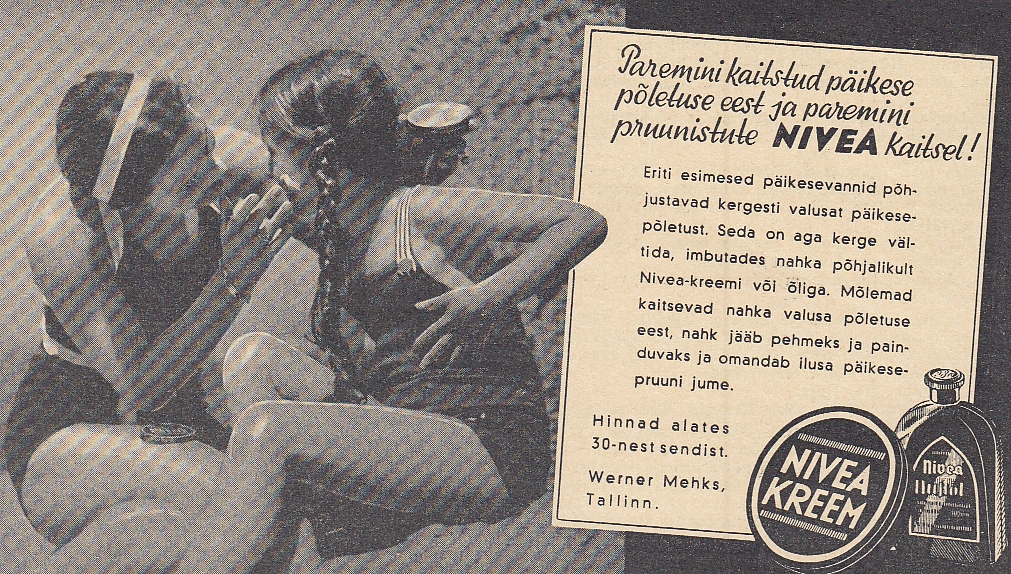 Paremini kaitstud päikese
põletuse eest ja paremini
pruunistute NIVEA kaitsel!
Eriti esimesed päikesevannid põh-
justavad kergesti valusat päikese-
põletust. Seda on aga kerge väl-
tida, imbutades nahka põhjalikult
Nivea-kreemi või õliga. Mõlemad
kaitsevad nahka valusa põletuse
eest, nahk jääb pehmeks ja pain-
duvaks ja omandab ilusa päikese-
pruuni jume.
Hinnad alates
30-nest sendist.
Werner Mehks,
Tallinn.
NIVEA
KREEM
Nivea